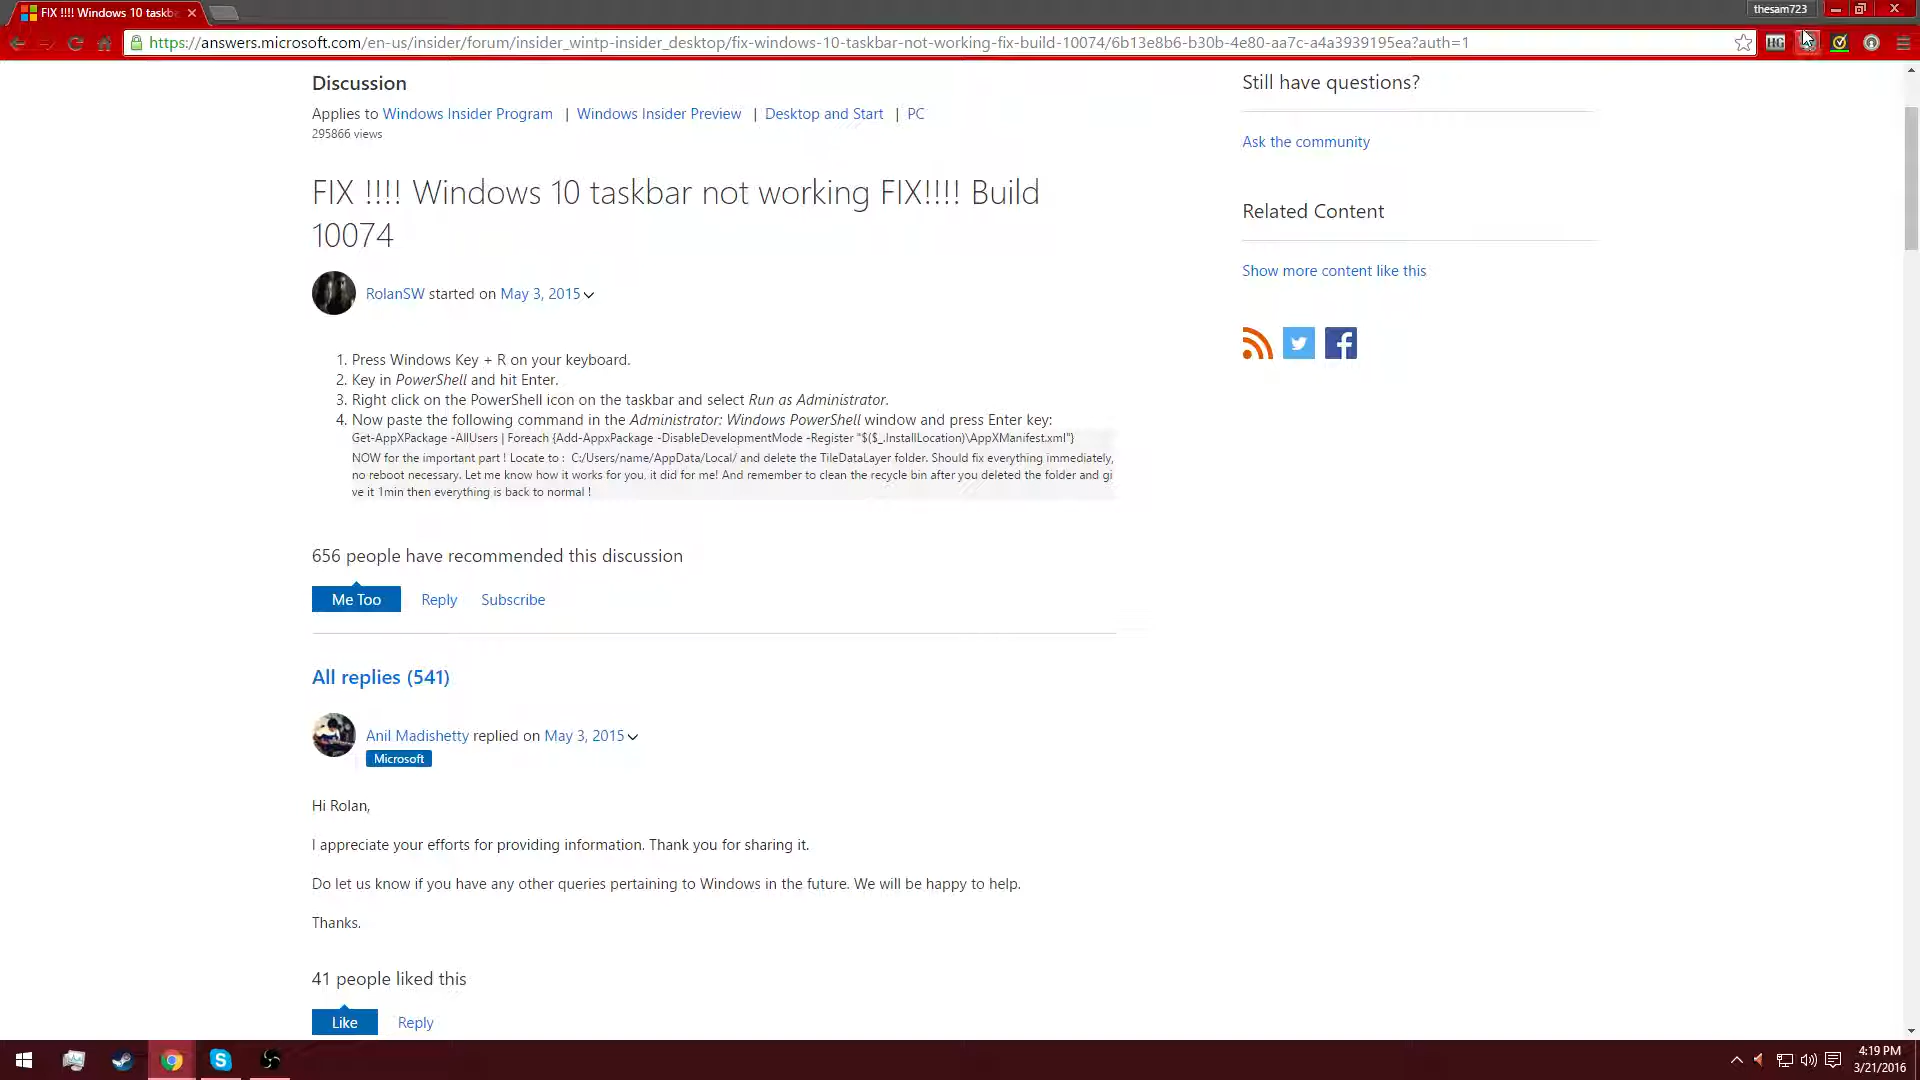 FIX !!!! Windows 10 taskba
thesam723
https://answers.microsoft.com/en-us/insider/forum/insider_wintp-insider_desktop/fix-windows-10-taskbar-not-working-fix-build-10074/6b13e8b6-b30b-4e80-aa7c-a4a3939195ea?auth=1
HG
Discussion
Applies to Windows Insider Program | Windows Insider Preview | Desktop and Start | PC
295866 views
FIX !!!! Windows 10 taskbar not working FIX!!!! Build
10074
RolanSW started on May 3, 2015
1. Press Windows Key + R on your keyboard.
2. Key in PowerShell and hit Enter.
3. Right click on the PowerShell icon on the taskbar and select Run as Administrator.
4. Now paste the following command in the Administrator: Windows PowerShell window and press Enter key:
Get-AppXPackage -AllUsers | Foreach {Add-AppxPackage -DisableDevelopmentMode -Register "$($_.InstallLocation)\AppXManifest.xml"}
NOW for the important part ! Locate to : C:/Users/name/AppData/Local/ and delete the TileDataLayer folder. Should fix everything immediately,
no reboot necessary. Let me know how it works for you, it did for me! And remember to clean the recycle bin after you deleted the folder and gi
ve it 1min then everything is back to normal !
656 people have recommended this discussion
Me Too Reply Subscribe
All replies (541)
Anil Madishetty replied on May 3, 2015
Microsoft
Hi Rolan,
I appreciate your efforts for providing information. Thank you for sharing it.
Do let us know if you have any other queries pertaining to Windows in the future. We will be happy to help.
Thanks.
41 people liked this
Like Reply
Still have questions?
Ask the community
Related Content
Show more content like this
4:19 PM
3/21/2016